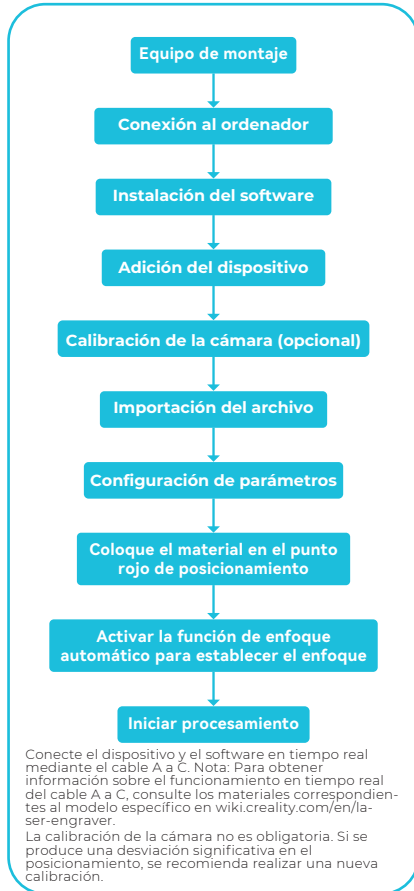 Equipo de montaje
Conexión al ordenador
Instalación del software
Adición del dispositivo
Calibración de la cámara (opcional)
Importación del archivo
Configuración de parámetros
Coloque el material en el punto
rojo de posicionamiento
Activar la función de enfoque
automático para establecer el enfoque
Iniciar procesamiento
Conecte el dispositivo y el software en tiempo real
mediante el cable A a C. Nota: Para obtener
información sobre el funcionamiento en tiempo real
del cable A a C, consulte los materiales correspondien-
tes al modelo específico en wiki.creality.com/en/la-
ser-engraver.
La calibración de la cámara no es obligatoria. Si se
produce una desviación significativa en el
posicionamiento, se recomienda realizar una nueva
calibración.